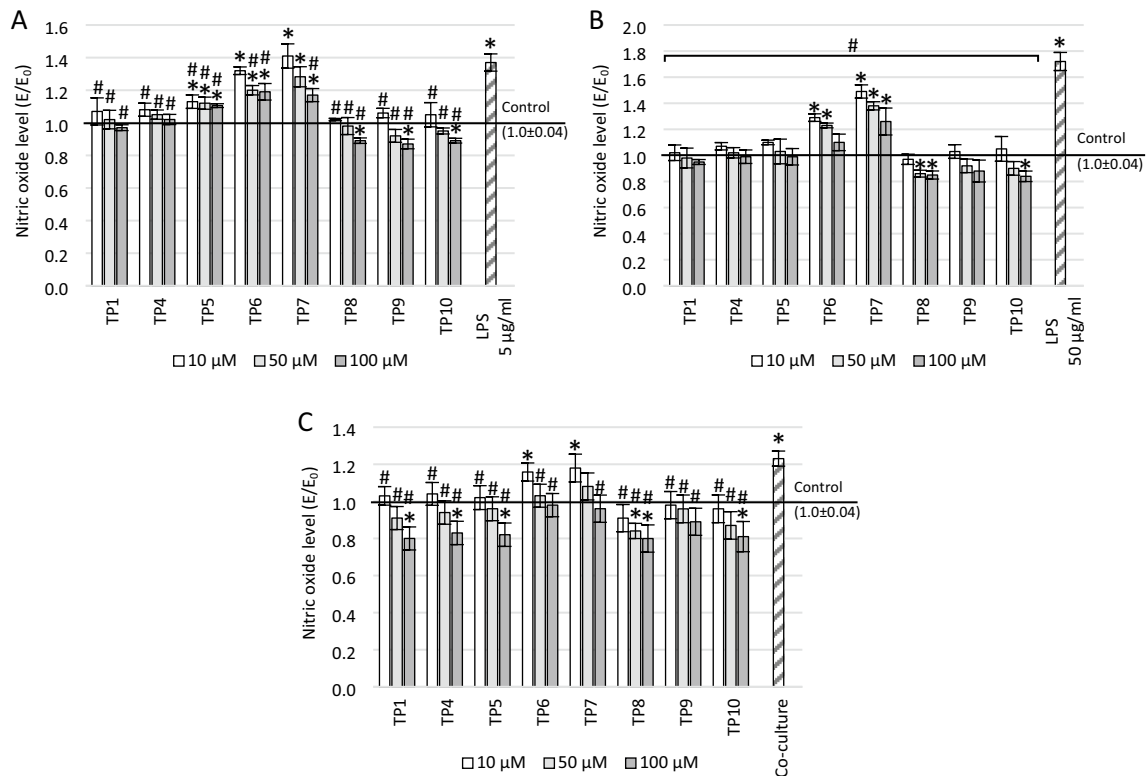 A
Nitric oxide level (E/E0)
1.6
1.4
1.2
1.0
0.8
0.6
0.4
0.2
0.0
# # #
# # #
# # #
* * *
* # #
* *
* * #
*
# # #
*
# # #
*
# # #
*
*
Control
(1.0±0.04)
TP1
TP4
TP5
TP6
TP7
TP8
TP9
TP10
LPS
5 µg/ml
10 µM 50 µM 100 µM
B
Nitric oxide level (E/E0)
2.0
1.8
1.6
1.4
1.2
1.0
0.8
0.6
0.4
0.2
0.0
#
* *
* * *
* *
*
*
Control
(1.0±0.04)
TP1
TP4
TP5
TP6
TP7
TP8
TP9
TP10
LPS
50 µg/ml
10 µM 50 µM 100 µM
C
Nitric oxide level (E/E0)
1.4
1.2
1.0
0.8
0.6
0.4
0.2
0.0
# # #
*
# # #
*
# # #
*
* # #
* #
# # #
* *
# # #
# # #
*
*
Control
(1.0±0.04)
TP1
TP4
TP5
TP6
TP7
TP8
TP9
TP10
Co-culture
10 µM 50 µM 100 µM